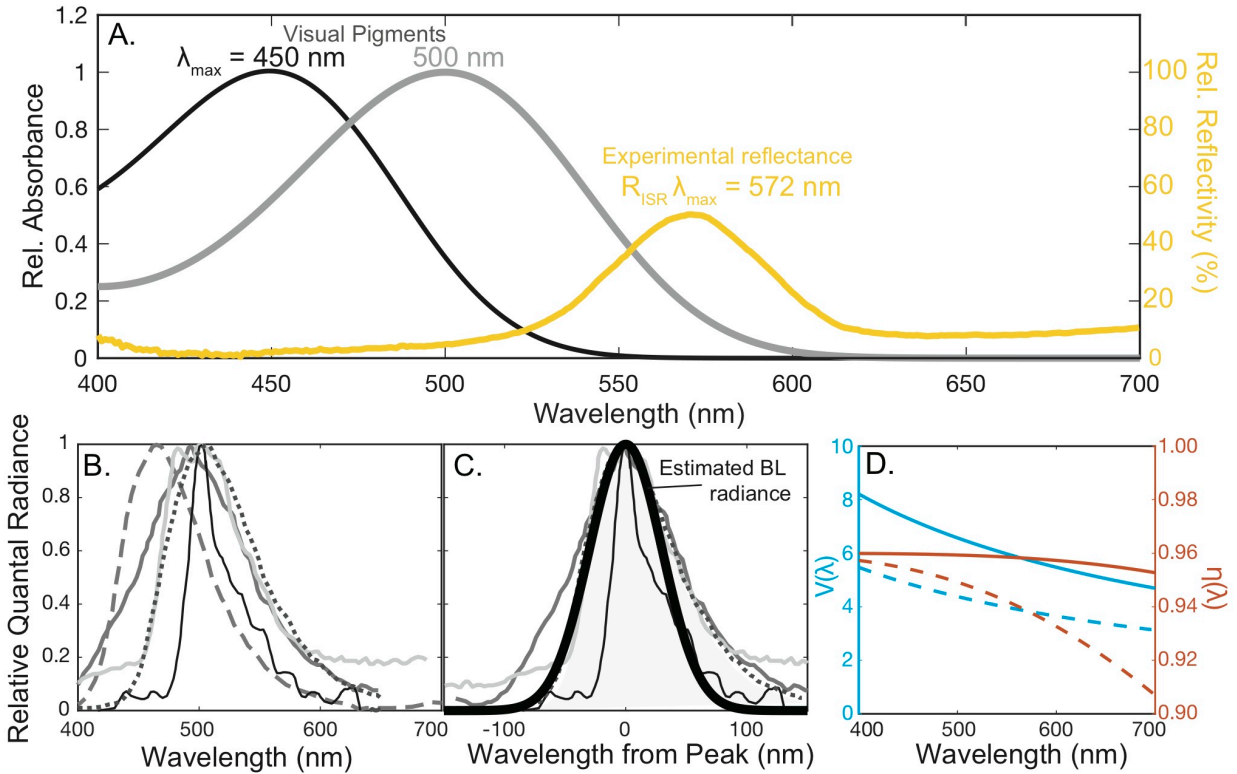 A.
Visual Pigments
λmax = 450 nm 500 nm
Experimental reflectance
RISR λmax = 572 nm
Rel. Absorbance
1.2
1
0.8
0.6
0.4
0.2
0
Rel. Reflectivity (%)
100
80
60
40
20
0
400 450 500 550 600 650 700
Wavelength (nm)
B.
Relative Quantal Radiance
1
0.8
0.6
0.4
0.2
0
400 500 600 700
Wavelength (nm)
C.
Estimated BL
radiance
-100 0 100
Wavelength from Peak (nm)
D.
V(λ)
10
8
6
4
2
0
η(λ)
1.00
0.98
0.96
0.94
0.92
0.90
400 500 600 700
Wavelength (nm)